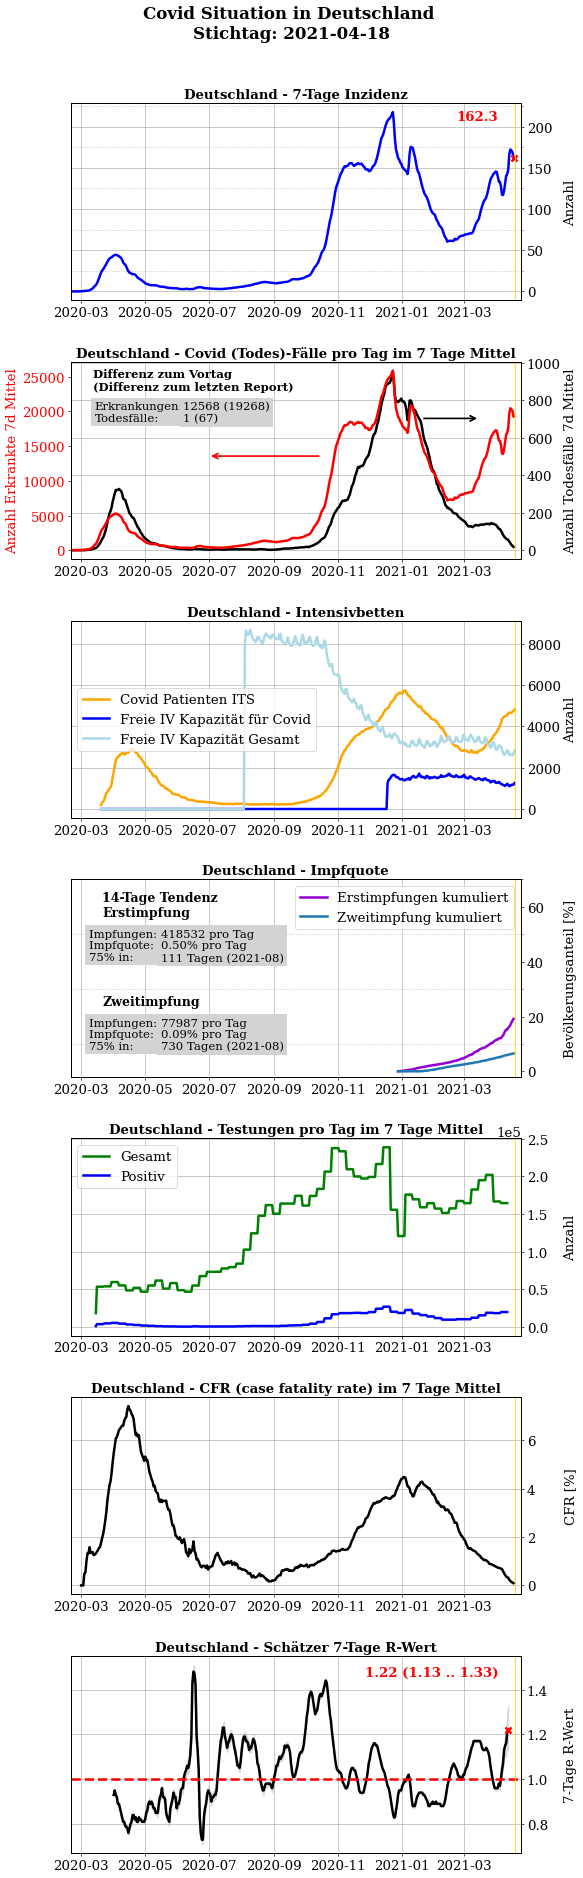 Covid Situation in Deutschland
Stichtag: 2021-04-18
Deutschland - 7-Tage Inzidenz
162.3
200
150
100
50
0
Anzahl
2020-03 2020-05 2020-07 2020-09 2020-11 2021-01 2021-03
Deutschland - Covid (Todes)-Fälle pro Tag im 7 Tage Mittel
Differenz zum Vortag
(Differenz zum letzten Report)
Erkrankungen 12568 (19268)
Todesfälle: 1 (67)
25000
20000
15000
10000
5000
0
Anzahl Erkrankte 7d Mittel
1000
800
600
400
200
0
Anzahl Todesfälle 7d Mittel
2020-03 2020-05 2020-07 2020-09 2020-11 2021-01 2021-03
Deutschland - Intensivbetten
Covid Patienten ITS
Freie IV Kapazität für Covid
Freie IV Kapazität Gesamt
8000
6000
4000
2000
0
Anzahl
2020-03 2020-05 2020-07 2020-09 2020-11 2021-01 2021-03
Deutschland - Impfquote
14-Tage Tendenz
Erstimpfung
Impfungen: 418532 pro Tag
Impfquote: 0.50% pro Tag
75% in: 111 Tagen (2021-08)
Zweitimpfung
Impfungen: 77987 pro Tag
Impfquote: 0.09% pro Tag
75% in: 730 Tagen (2021-08)
Erstimpfungen kumuliert
Zweitimpfung kumuliert
60
40
20
0
Bevölkerungsanteil [%]
2020-03 2020-05 2020-07 2020-09 2020-11 2021-01 2021-03
Deutschland - Testungen pro Tag im 7 Tage Mittel
1e5
Gesamt
Positiv
2.5
2.0
1.5
1.0
0.5
0.0
Anzahl
2020-03 2020-05 2020-07 2020-09 2020-11 2021-01 2021-03
Deutschland - CFR (case fatality rate) im 7 Tage Mittel
6
4
2
0
CFR [%]
2020-03 2020-05 2020-07 2020-09 2020-11 2021-01 2021-03
Deutschland - Schätzer 7-Tage R-Wert
1.22 (1.13 .. 1.33)
1.4
1.2
1.0
0.8
7-Tage R-Wert
2020-03 2020-05 2020-07 2020-09 2020-11 2021-01 2021-03